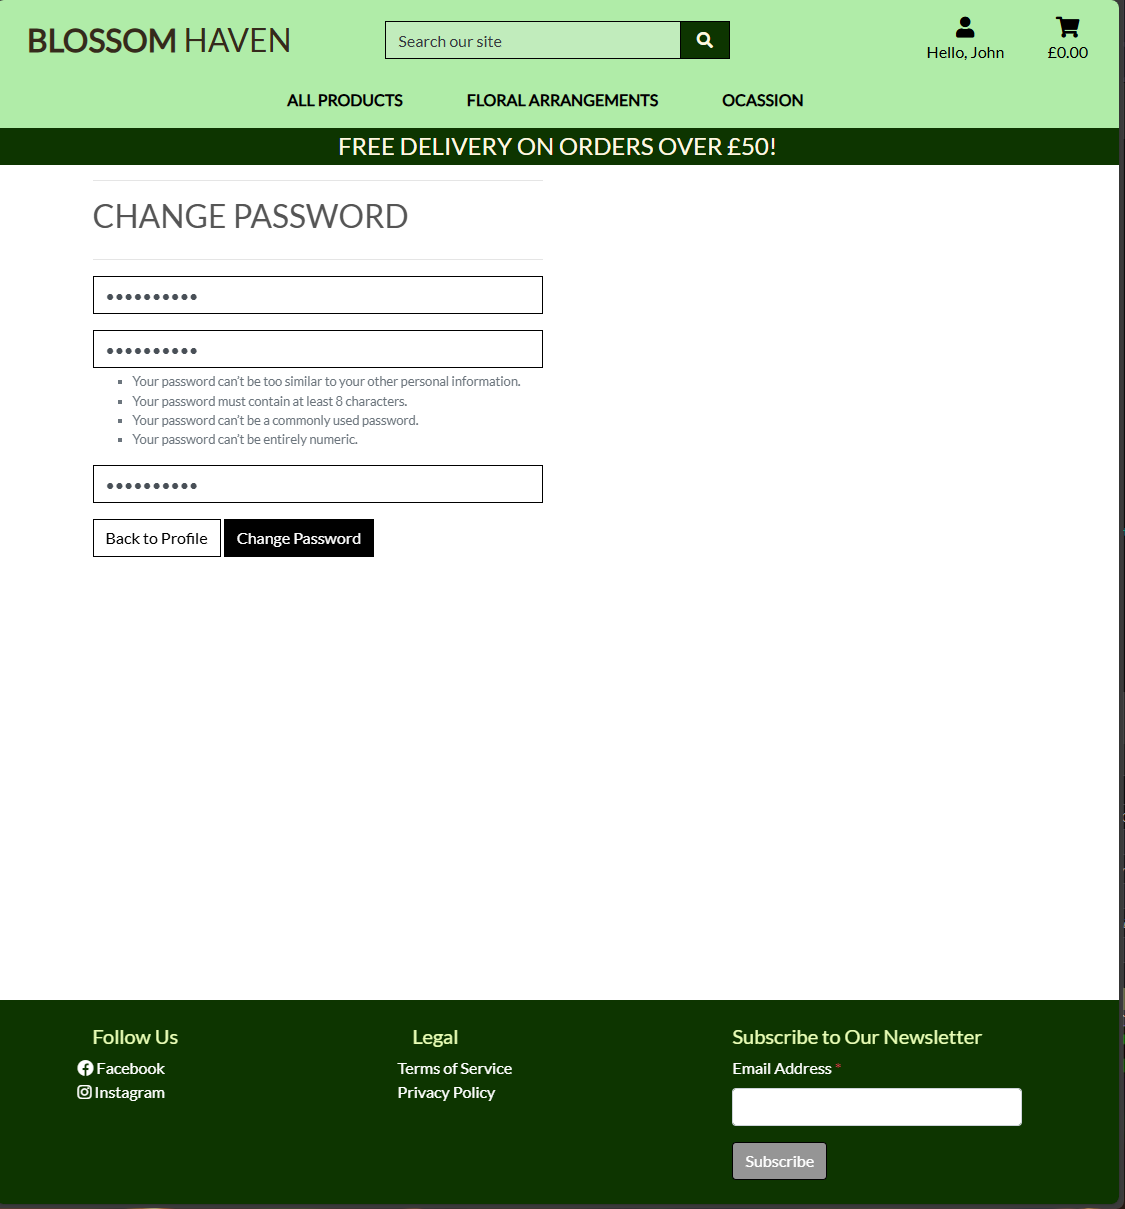 BLOSSOM HAVEN
Search our site
Hello, John
£0.00
ALL PRODUCTS
FLORAL ARRANGEMENTS
OCASSION
FREE DELIVERY ON ORDERS OVER £50!
CHANGE PASSWORD
••••••••••
••••••••••
▪ Your password can't be too similar to your other personal information.
▪ Your password must contain at least 8 characters.
▪ Your password can't be a commonly used password.
▪ Your password can't be entirely numeric.
••••••••••
Back to Profile
Change Password
Follow Us
Facebook
Instagram
Legal
Terms of Service
Privacy Policy
Subscribe to Our Newsletter
Email Address *
Subscribe